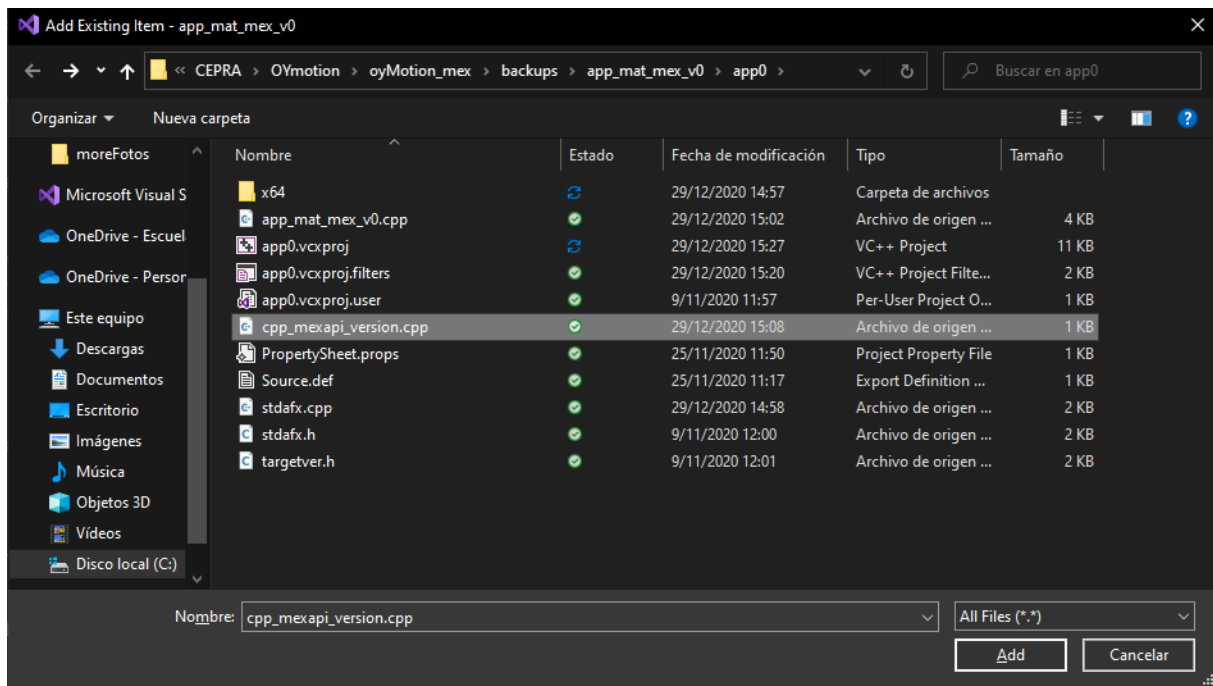 Add Existing Item - app_mat_mex_v0
« CEPRA > OYmotion > oyMotion_mex > backups > app_mat_mex_v0 > app0 >
Buscar en app0
Organizar
Nueva carpeta
moreFotos
Microsoft Visual S
OneDrive - Escuel
OneDrive - Person
Este equipo
Descargas
Documentos
Escritorio
Imágenes
Música
Objetos 3D
Vídeos
Disco local (C:)
Nombre Estado Fecha de modificación Tipo Tamaño
x64 29/12/2020 14:57 Carpeta de archivos
app_mat_mex_v0.cpp 29/12/2020 15:02 Archivo de origen ... 4 KB
app0.vcxproj 29/12/2020 15:27 VC++ Project 11 KB
app0.vcxproj.filters 29/12/2020 15:20 VC++ Project Filte... 2 KB
app0.vcxproj.user 9/11/2020 11:57 Per-User Project O... 1 KB
cpp_mexapi_version.cpp 29/12/2020 15:08 Archivo de origen ... 1 KB
PropertySheet.props 25/11/2020 11:50 Project Property File 1 KB
Source.def 25/11/2020 11:17 Export Definition ... 1 KB
stdafx.cpp 29/12/2020 14:58 Archivo de origen ... 2 KB
stdafx.h 9/11/2020 12:00 Archivo de origen ... 2 KB
targetver.h 9/11/2020 12:01 Archivo de origen ... 2 KB
Nombre: cpp_mexapi_version.cpp
All Files (*.*)
Add
Cancelar